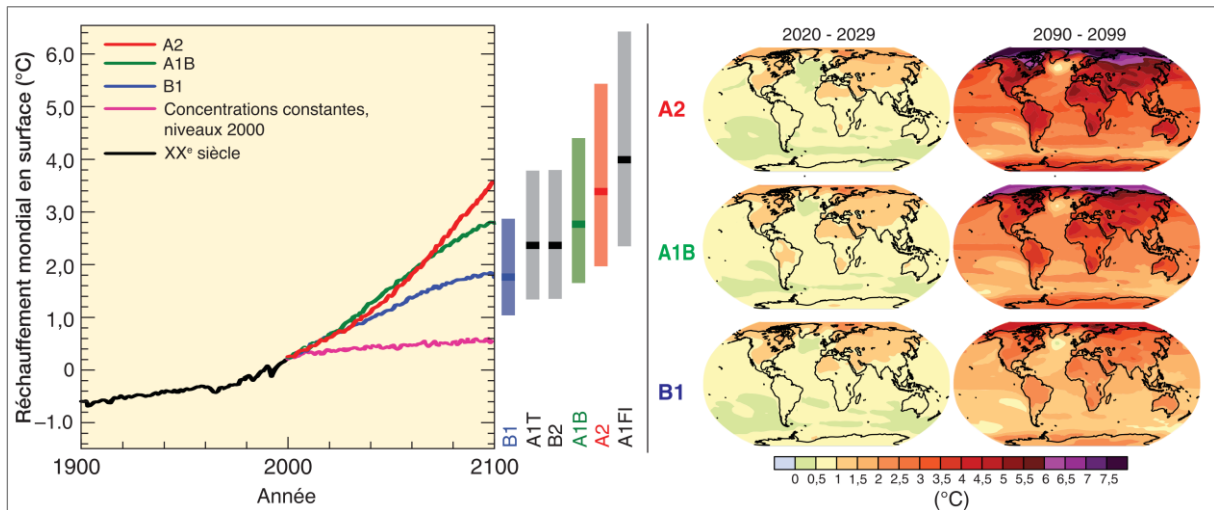 Réchauffement mondial en surface (°C)
6,0
5,0
4,0
3,0
2,0
1,0
0
–1.0
1900
2000
2100
Année
A2
A1B
B1
Concentrations constantes,
niveaux 2000
XXe siècle
B1
A1T
B2
A1B
A2
A1FI
2020 - 2029
2090 - 2099
A2
A1B
B1
0 0,5 1 2 2,5 3 3,5 4 4,5 5 5,5 6 6,5 7 7,5
(°C)